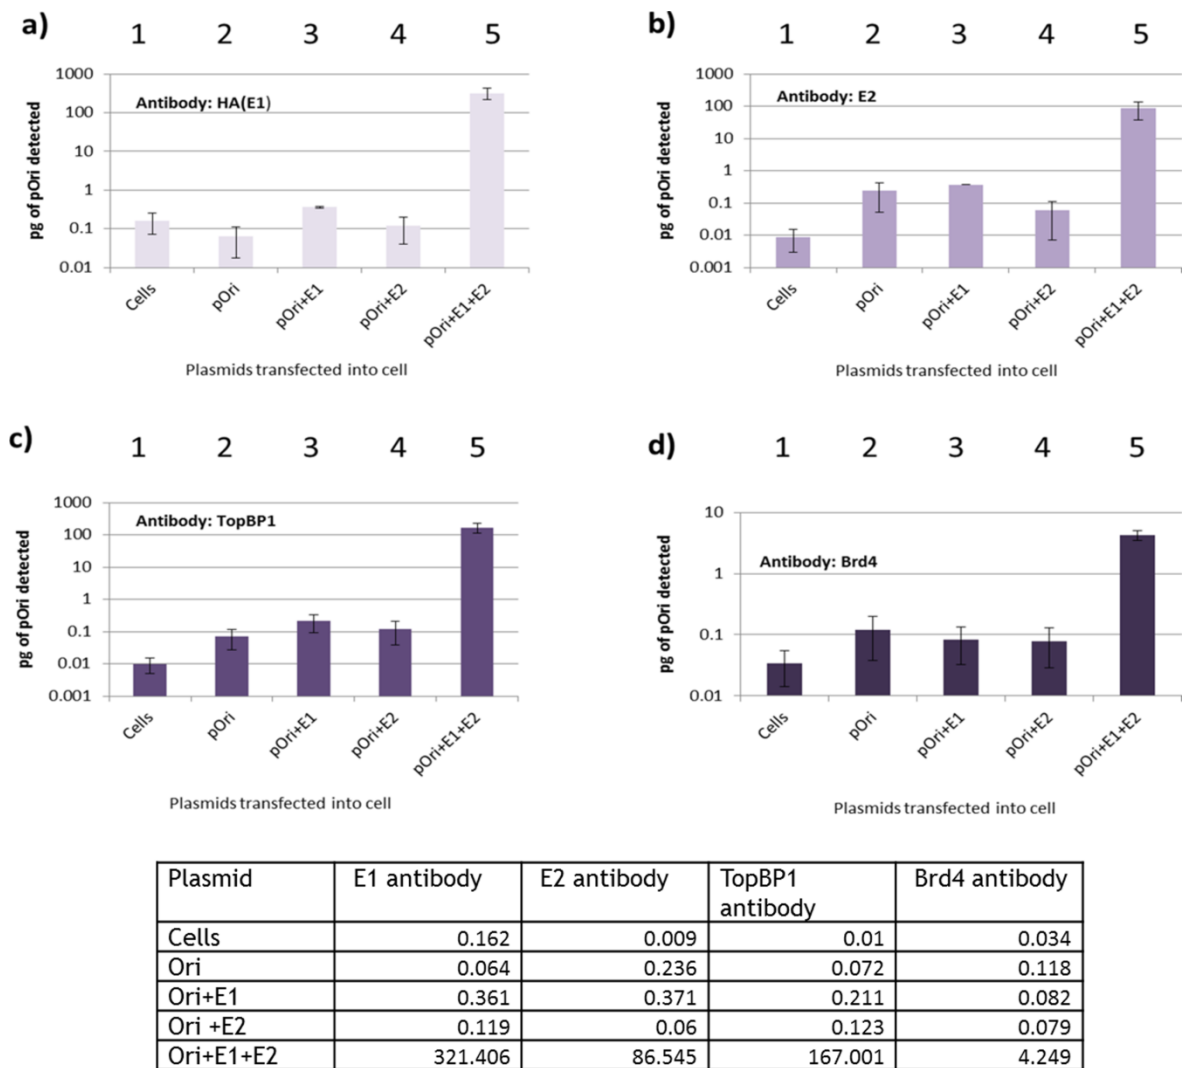 a)
1 2 3 4 5
1000
100
10
1
0.1
0.01
pg of pOri detected
Antibody: HA(E1)
Cells
pOri
pOri+E1
pOri+E2
pOri+E1+E2
Plasmids transfected into cell
b)
1 2 3 4 5
1000
100
10
1
0.1
0.01
0.001
pg of pOri detected
Antibody: E2
Cells
pOri
pOri+E1
pOri+E2
pOri+E1+E2
Plasmids transfected into cell
c)
1 2 3 4 5
1000
100
10
1
0.1
0.01
0.001
pg of pOri detected
Antibody: TopBP1
Cells
pOri
pOri+E1
pOri+E2
pOri+E1+E2
Plasmids transfected into cell
d)
1 2 3 4 5
10
1
0.1
0.01
pg of pOri detected
Antibody: Brd4
Cells
pOri
pOri+E1
pOri+E2
pOri+E1+E2
Plasmids transfected into cell
Plasmid E1 antibody E2 antibody TopBP1 antibody Brd4 antibody
Cells 0.162 0.009 0.01 0.034
Ori 0.064 0.236 0.072 0.118
Ori+E1 0.361 0.371 0.211 0.082
Ori +E2 0.119 0.06 0.123 0.079
Ori+E1+E2 321.406 86.545 167.001 4.249